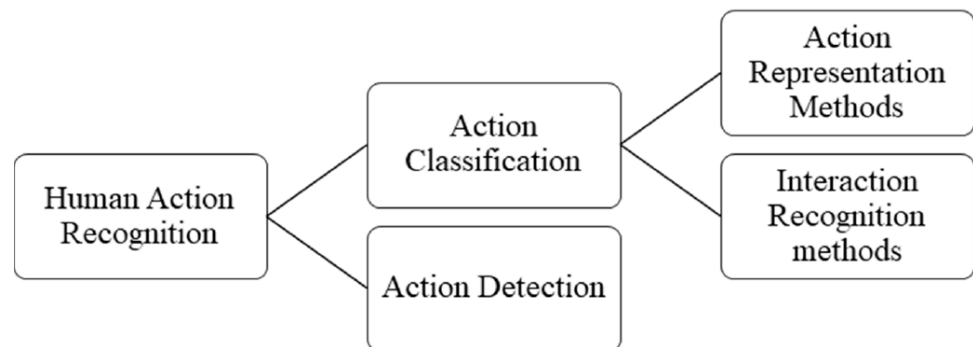 Human Action
Recognition
Action
Classification
Action Detection
Action
Representation
Methods
Interaction
Recognition
methods